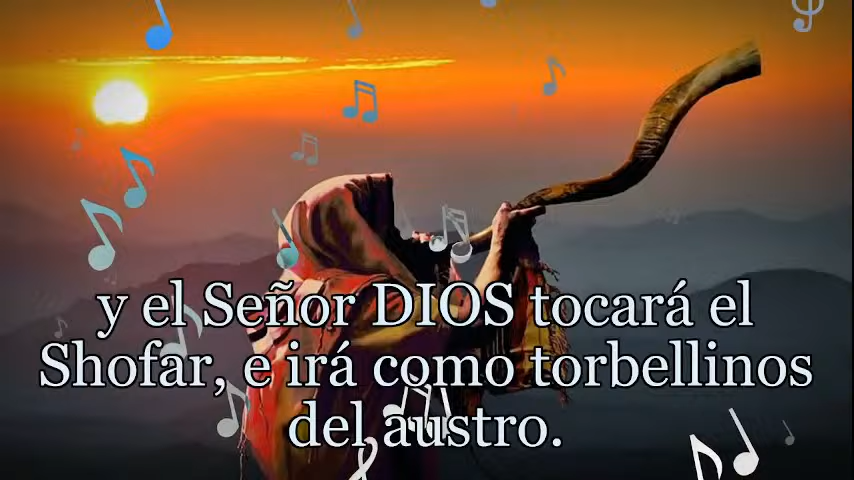 y el Señor DIOS tocará el
Shofar, e irá como torbellinos
del austro.